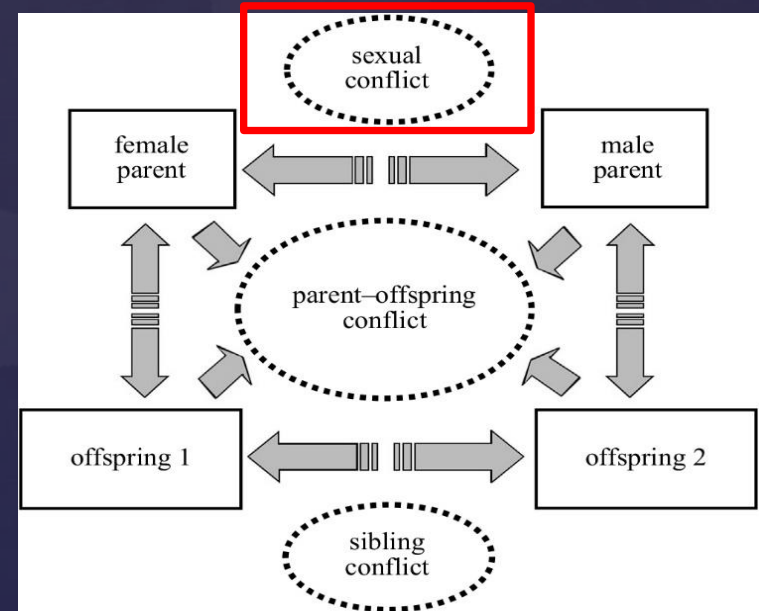 sexual
conflict
female
parent
male
parent
parent–offspring
conflict
offspring 1
offspring 2
sibling
conflict